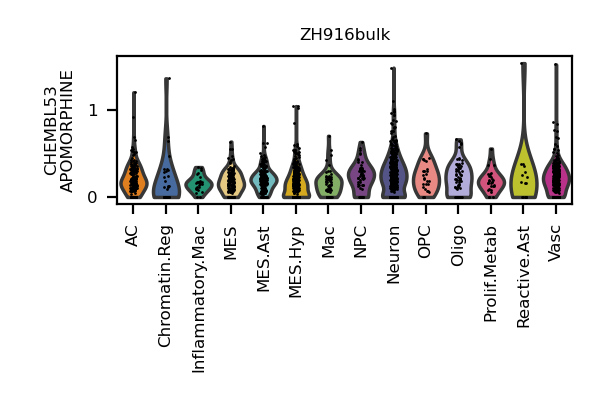 ZH916bulk
CHEMBL53
APOMORPHINE
1
0
AC
Chromatin.Reg
Inflammatory.Mac
MES
MES.Ast
MES.Hyp
Mac
NPC
Neuron
OPC
Oligo
Prolif.Metab
Reactive.Ast
Vasc